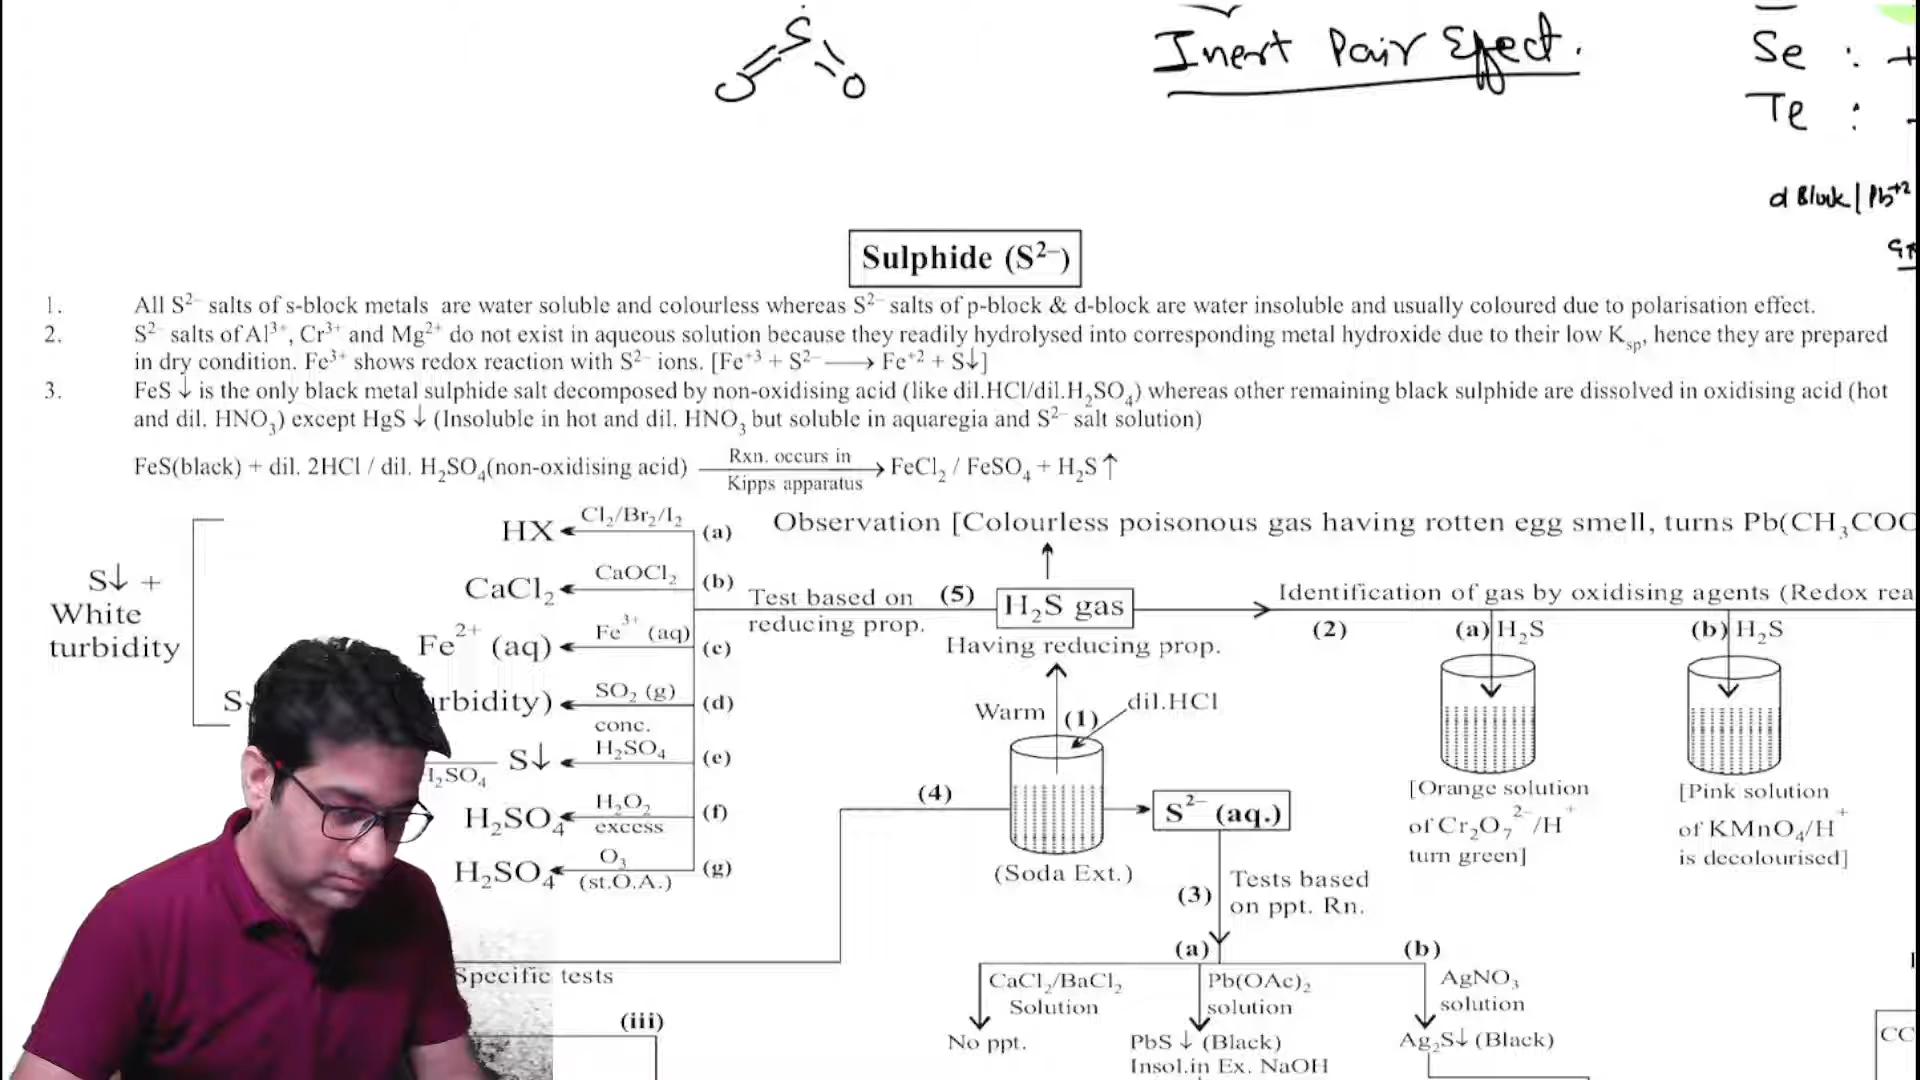 S
O O
Inert Pair Effect.
Se : +
Te : -
d Block | Pb+2
Sulphide (S²⁻)
1. All S²⁻ salts of s-block metals are water soluble and colourless whereas S²⁻ salts of p-block & d-block are water insoluble and usually coloured due to polarisation effect.
2. S²⁻ salts of Al³⁺, Cr³⁺ and Mg²⁺ do not exist in aqueous solution because they readily hydrolysed into corresponding metal hydroxide due to their low Ksp, hence they are prepared
in dry condition. Fe³⁺ shows redox reaction with S²⁻ ions. [Fe⁺³ + S²⁻ ⟶ Fe⁺² + S↓]
3. FeS ↓ is the only black metal sulphide salt decomposed by non-oxidising acid (like dil.HCl/dil.H₂SO₄) whereas other remaining black sulphide are dissolved in oxidising acid (hot
and dil. HNO₃) except HgS ↓ (Insoluble in hot and dil. HNO₃ but soluble in aquaregia and S²⁻ salt solution)
Rxn. occurs in
FeS(black) + dil. 2HCl / dil. H₂SO₄(non-oxidising acid) ⟶ FeCl₂ / FeSO₄ + H₂S↑
Kipps apparatus
HX Cl₂/Br₂/I₂ (a) Observation [Colourless poisonous gas having rotten egg smell, turns Pb(CH₃COO
S↓ +
White
turbidity
CaCl₂ CaOCl₂ (b)
Test based on
reducing prop.
(5) H₂S gas
Having reducing prop.
Identification of gas by oxidising agents (Redox rea
(2) (a) H₂S (b) H₂S
Fe²⁺ (aq) Fe³⁺ (aq) (c)
S rbidity) SO₂ (g) (d)
Warm (1) dil.HCl
H₂SO₄ S↓ conc. H₂SO₄ (e)
H₂SO₄ H₂O₂ excess (f)
H₂SO₄ O₃ (st.O.A.) (g)
(4) S²⁻ (aq.)
(Soda Ext.)
[Orange solution
of Cr₂O₇²⁻/H⁺
turn green]
[Pink solution
of KMnO₄/H⁺
is decolourised]
(3) Tests based
on ppt. Rn.
(a) (b)
Specific tests
(iii)
CaCl₂/BaCl₂
Solution
No ppt.
Pb(OAc)₂
solution
PbS ↓ (Black)
Insol.in Ex. NaOH
AgNO₃
solution
Ag₂S↓ (Black)
CC